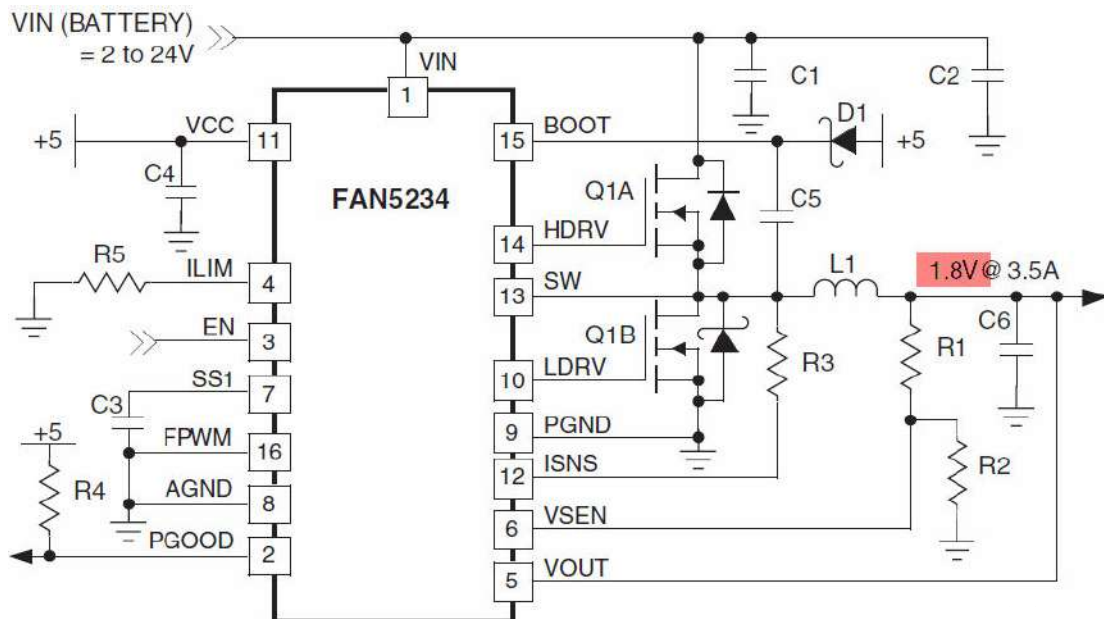 VIN (BATTERY)
= 2 to 24V
VIN
1
C1
C2
VCC
11
+5
C4
15
BOOT
D1
+5
FAN5234
Q1A
C5
14
HDRV
R5
ILIM
4
13
SW
L1
1.8V @ 3.5A
EN
3
Q1B
R3
R1
C6
10
LDRV
SS1
7
C3
9
PGND
+5
FPWM
16
12
ISNS
R2
R4
AGND
8
6
VSEN
PGOOD
2
5
VOUT